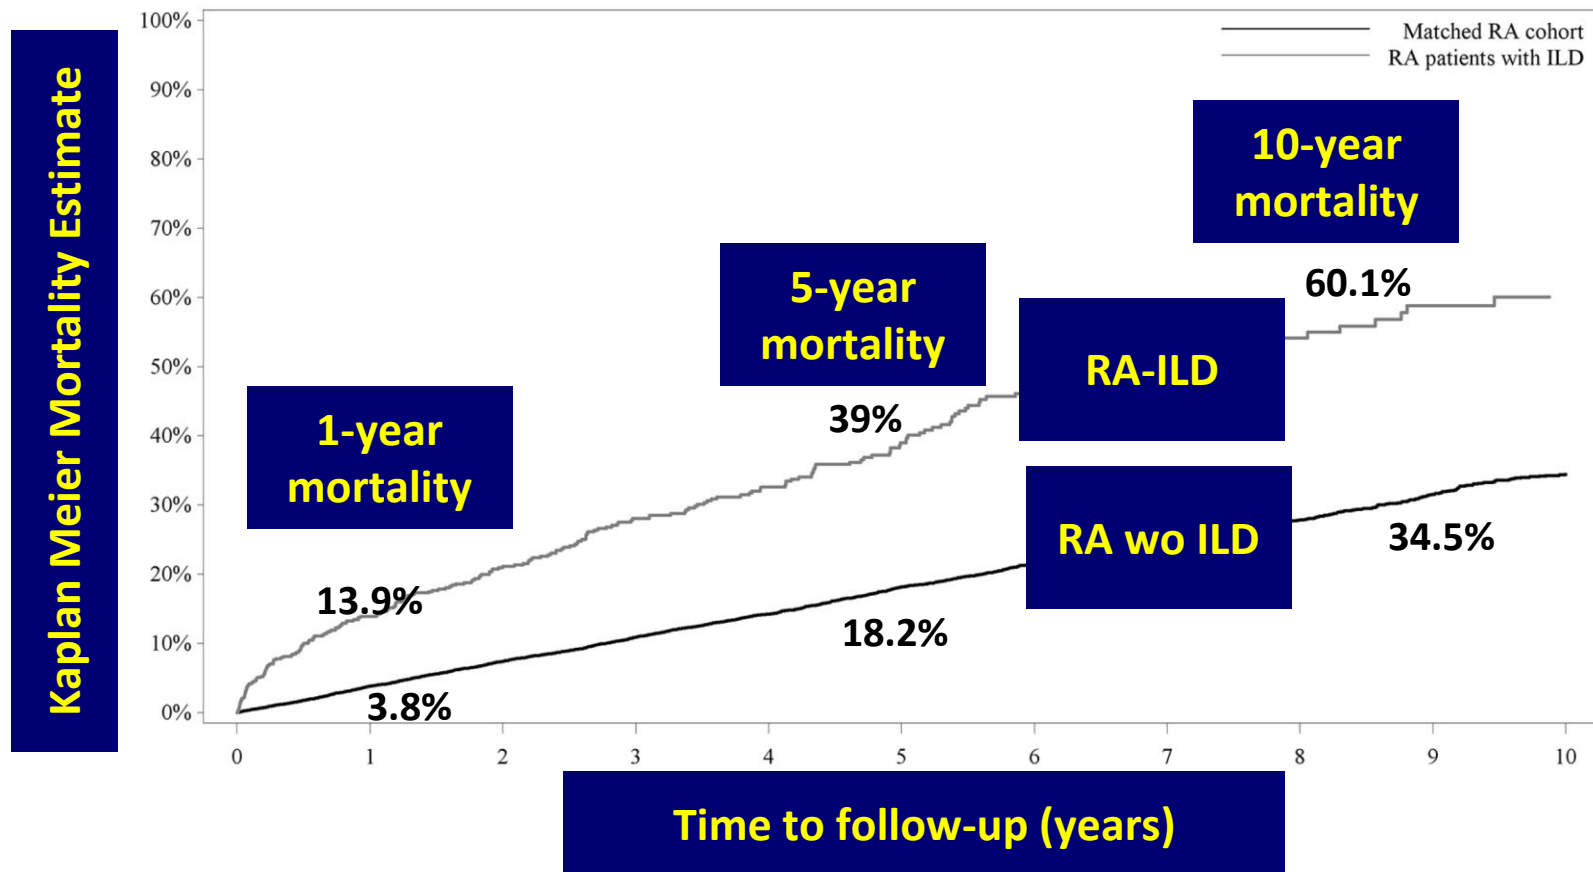 Kaplan Meier Mortality Estimate
100%
90%
80%
70%
60%
50%
40%
30%
20%
10%
0%
Matched RA cohort
RA patients with ILD
10-year
mortality
60.1%
5-year
mortality
39%
RA-ILD
1-year
mortality
13.9%
RA wo ILD
34.5%
18.2%
3.8%
0 1 2 3 4 5 6 7 8 9 10
Time to follow-up (years)